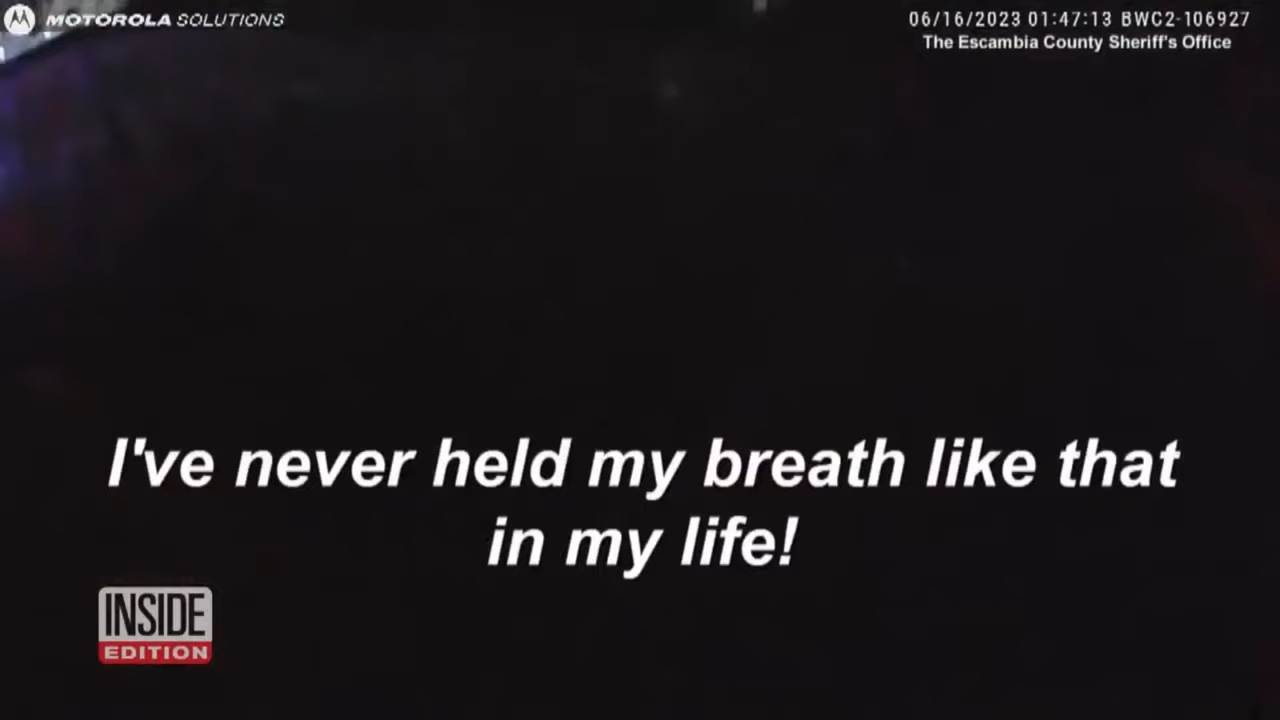 MOTOROLA SOLUTIONS
06/16/2023 01:47:13 BWC2-106927
The Escambia County Sheriff's Office
I've never held my breath like that
in my life!
INSIDE
EDITION